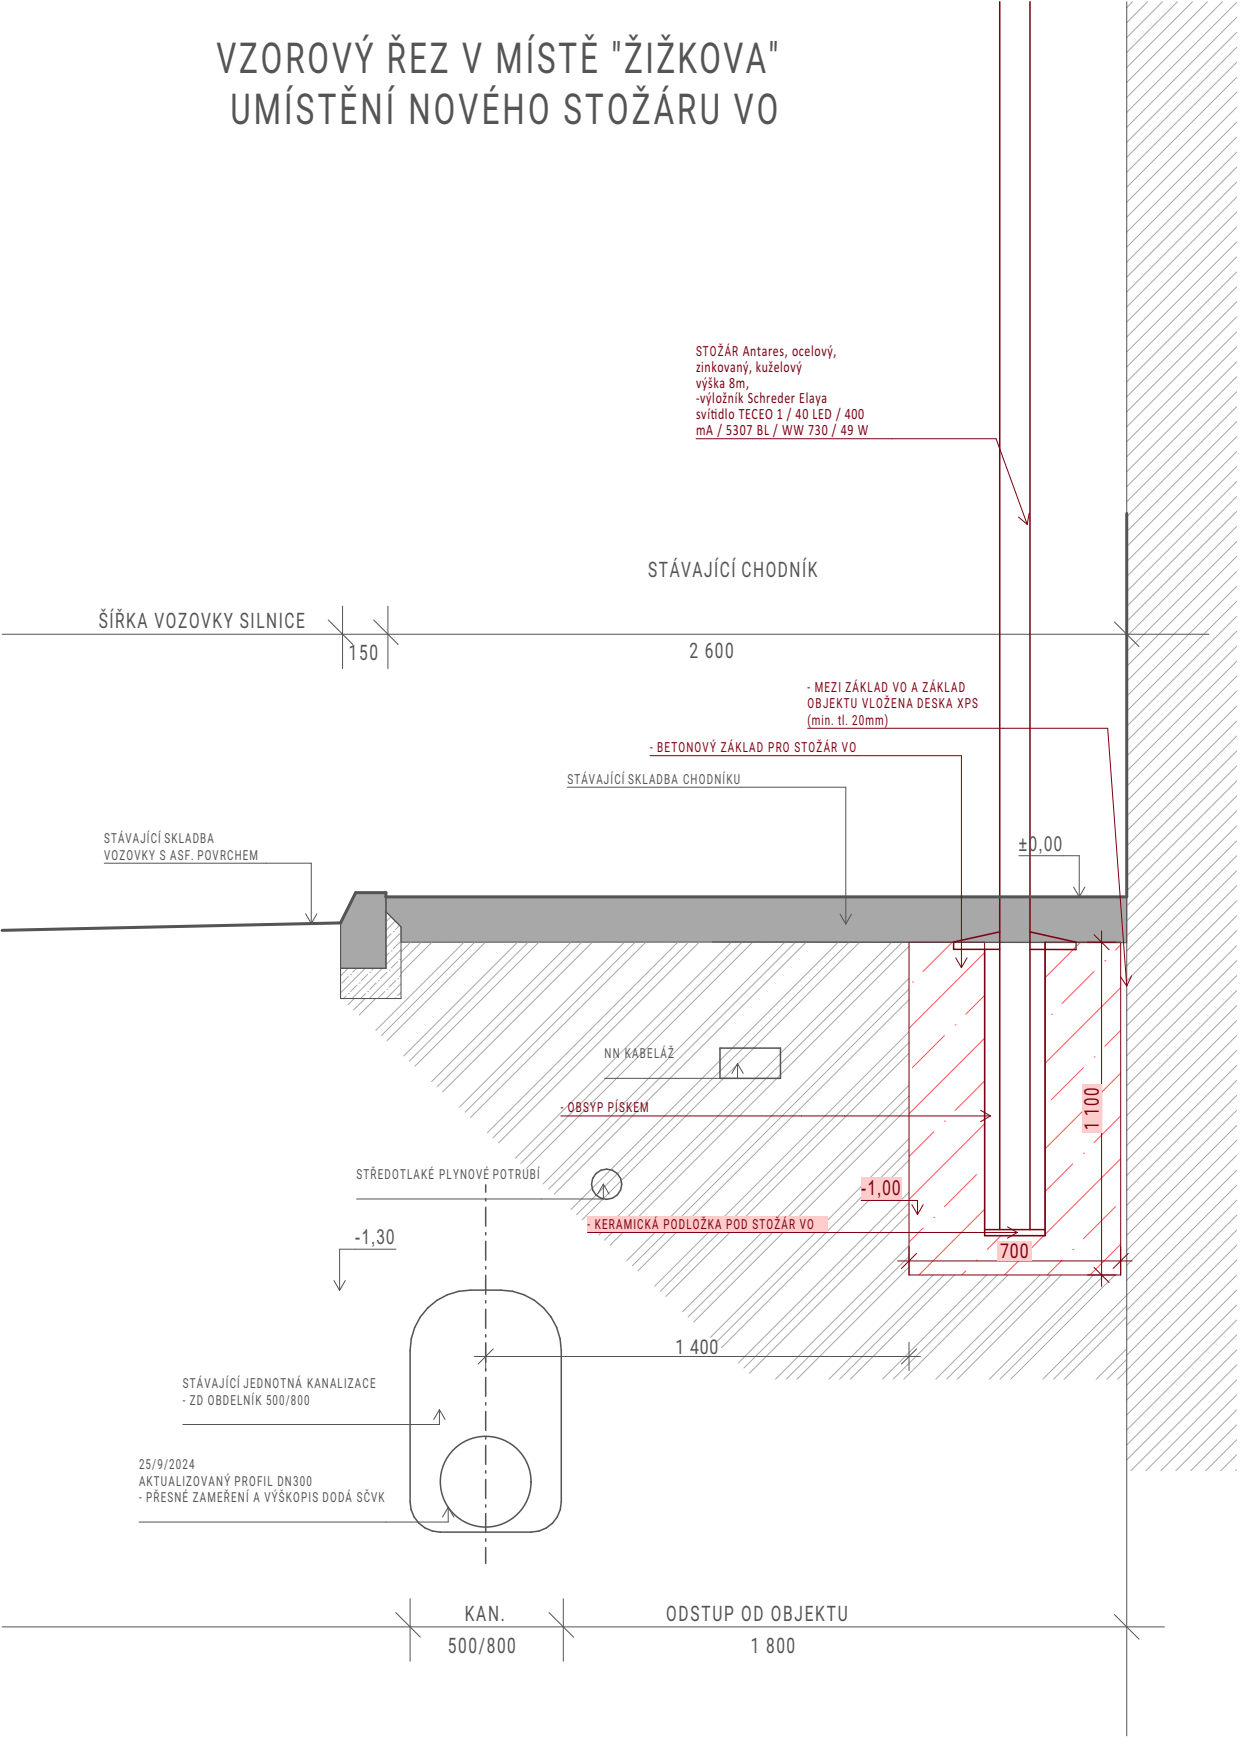 VZOROVÝ ŘEZ V MÍSTĚ "ŽIŽKOVA"
UMÍSTĚNÍ NOVÉHO STOŽÁRU VO
STOŽÁR Antares, ocelový,
zinkovaný, kuželový
výška 8m,
-výložník Schreder Elaya
svítidlo TECEO 1 / 40 LED / 400
mA / 5307 BL / WW 730 / 49 W
STÁVAJÍCÍ CHODNÍK
ŠÍŘKA VOZOVKY SILNICE
150
2 600
- MEZI ZÁKLAD VO A ZÁKLAD
OBJEKTU VLOŽENA DESKA XPS
(min. tl. 20mm)
- BETONOVÝ ZÁKLAD PRO STOŽÁR VO
STÁVAJÍCÍ SKLADBA CHODNÍKU
STÁVAJÍCÍ SKLADBA
VOZOVKY S ASF. POVRCHEM
±0,00
NN KABELÁŽ
- OBSYP PÍSKEM
1 100
STŘEDOTLAKÉ PLYNOVÉ POTRUBÍ
-1,00
- KERAMICKÁ PODLOŽKA POD STOŽÁR VO
-1,30
700
1 400
STÁVAJÍCÍ JEDNOTNÁ KANALIZACE
- ZD OBDELNÍK 500/800
25/9/2024
AKTUALIZOVANÝ PROFIL DN300
- PŘESNÉ ZAMĚŘENÍ A VÝŠKOPIS DODÁ SČVK
KAN.
500/800
ODSTUP OD OBJEKTU
1 800